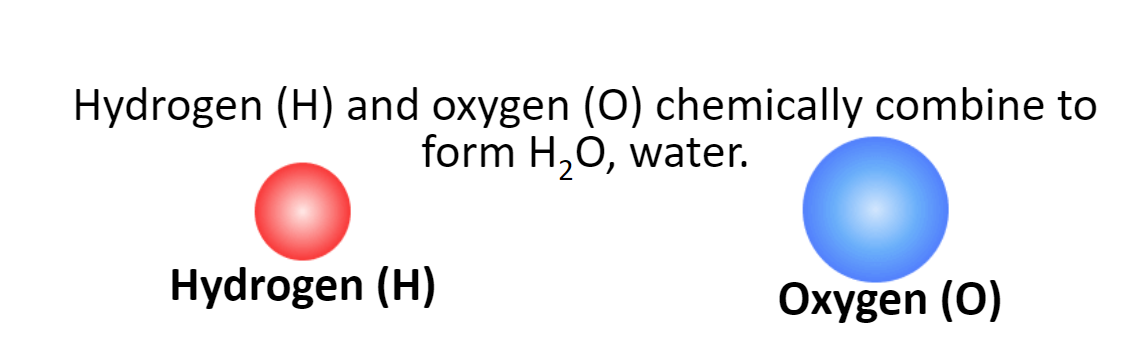 Hydrogen (H) and oxygen (O) chemically combine to
form H₂O, water.
Hydrogen (H)
Oxygen (O)